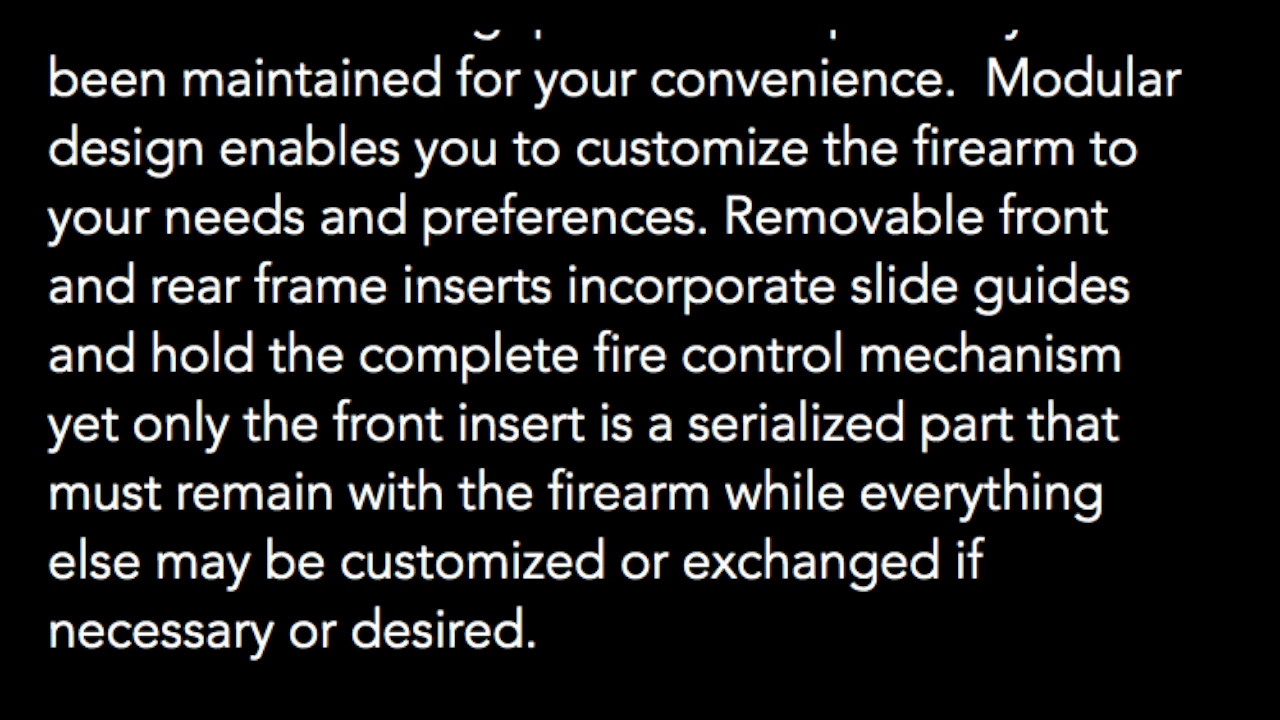 been maintained for your convenience.  Modular
design enables you to customize the firearm to
your needs and preferences. Removable front
and rear frame inserts incorporate slide guides
and hold the complete fire control mechanism
yet only the front insert is a serialized part that
must remain with the firearm while everything
else may be customized or exchanged if
necessary or desired.